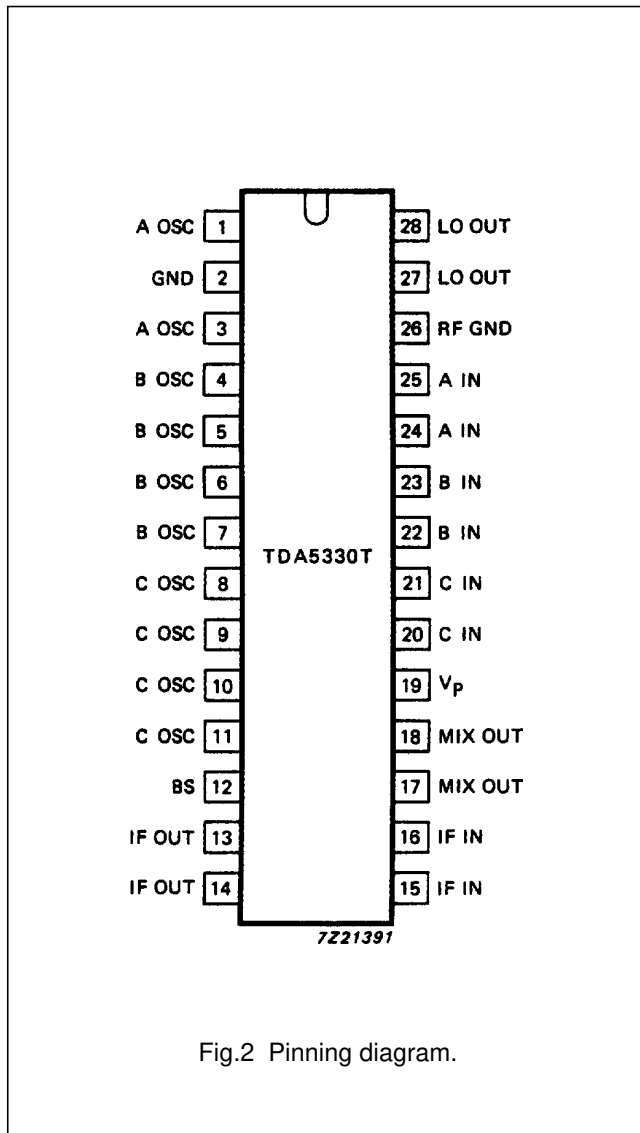 A OSC 1 28 LO OUT
GND 2 27 LO OUT
A OSC 3 26 RF GND
B OSC 4 25 A IN
B OSC 5 24 A IN
B OSC 6 23 B IN
B OSC 7 22 B IN
TDA5330T
C OSC 8 21 C IN
C OSC 9 20 C IN
C OSC 10 19 Vp
C OSC 11 18 MIX OUT
BS 12 17 MIX OUT
IF OUT 13 16 IF IN
IF OUT 14 15 IF IN
7Z21391
Fig.2 Pinning diagram.